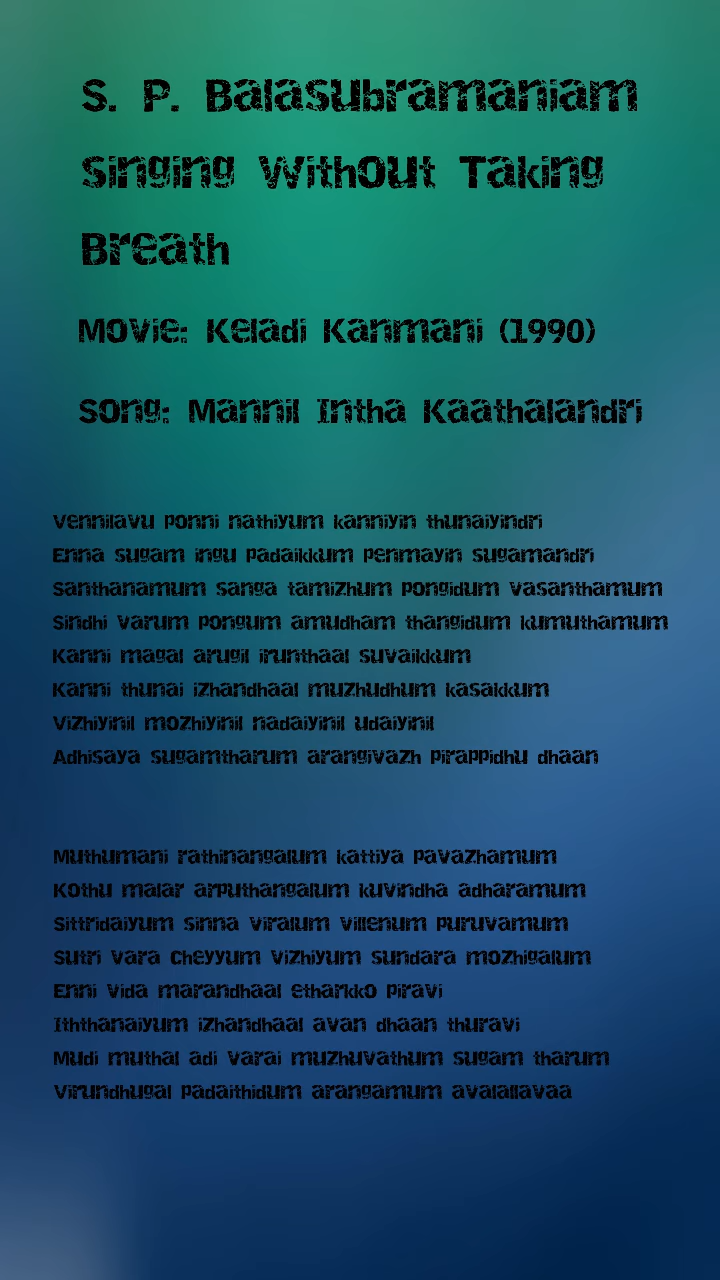 S. P. Balasubramaniam
Singing Without Taking
Breath
Movie: Keladi Kanmani (1990)
Song: Mannil Intha Kaathalandri
Vennilavu ponni nathiyum kanniyin thunaiyindri
Enna sugam ingu padaikkum penmayin sugamandri
Santhanamum sanga tamizhum pongidum vasanthamum
Sindhi varum pongum amudham thangidum kumuthamum
Kanni magal arugil irunthaal suvaikkum
Kanni thunai izhandhaal muzhudhum kasakkum
Vizhiyinil mozhiyinil nadaiyinil udaiyinil
Adhisaya sugamtharum arangivazh pirappidhu dhaan
Muthumani rathinangalum kattiya pavazhamum
Kothu malar arputhangalum kuvindha adharamum
Sittridaiyum sinna viralum villenum puruvamum
Sutri vara cheyyum vizhiyum sundara mozhigalum
Enni vida marandhaal etharkko piravi
Iththanaiyum izhandhaal avan dhaan thuravi
Mudi muthal adi varai muzhuvathum sugam tharum
Virundhugal padaithidum arangamum avalallavaa